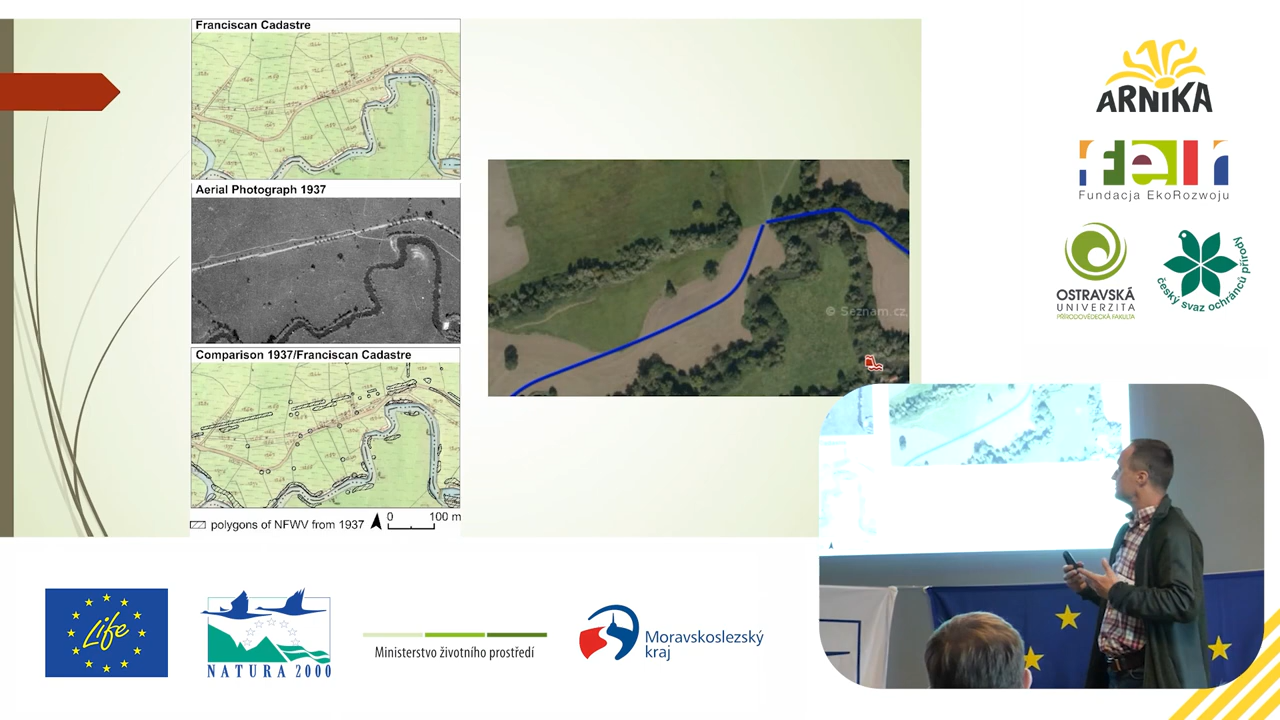 Franciscan Cadastre
Aerial Photograph 1937
Comparison 1937/Franciscan Cadastre
polygons of NFWV from 1937
0
100 m
© Seznam.cz,
ARNIKA
feri
Fundacja EkoRozwoju
OSTRAVSKÁ
UNIVERZITA
PŘÍRODOVĚDECKÁ FAKULTA
český svaz ochránců přírody
Life
NATURA 2000
Ministerstvo životního prostředí
Moravskoslezský
kraj